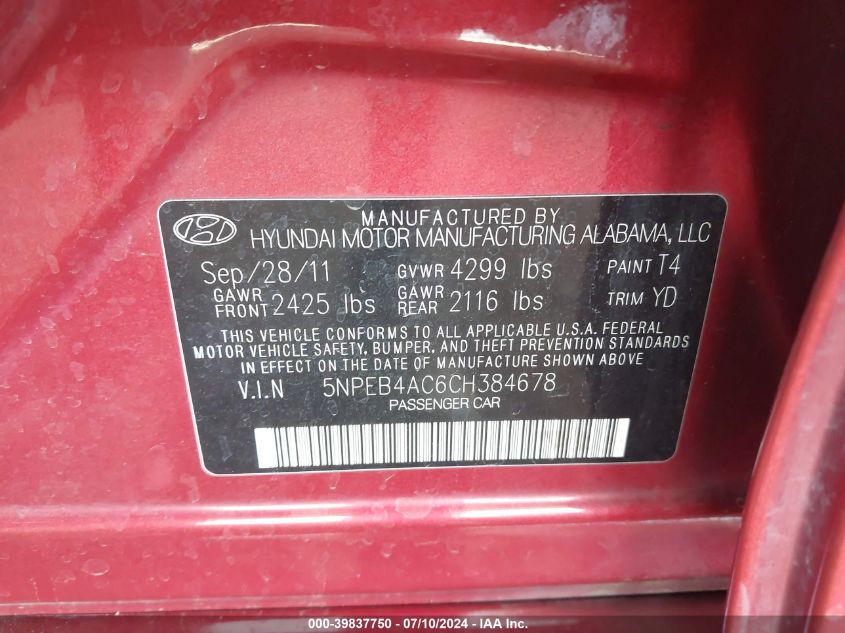 MANUFACTURED BY
HYUNDAI MOTOR MANUFACTURING ALABAMA, LLC
Sep/28/11 GVWR 4299 lbs PAINT T4
GAWR FRONT 2425 lbs GAWR REAR 2116 lbs TRIM YD
THIS VEHICLE CONFORMS TO ALL APPLICABLE U.S.A. FEDERAL
MOTOR VEHICLE SAFETY, BUMPER, AND THEFT PREVENTION STANDARDS
IN EFFECT ON THE DATE OF MANUFACTURE SHOWN ABOVE
V.I.N 5NPEB4AC6CH384678
PASSENGER CAR
000-39837750 - 07/10/2024 - IAA Inc.